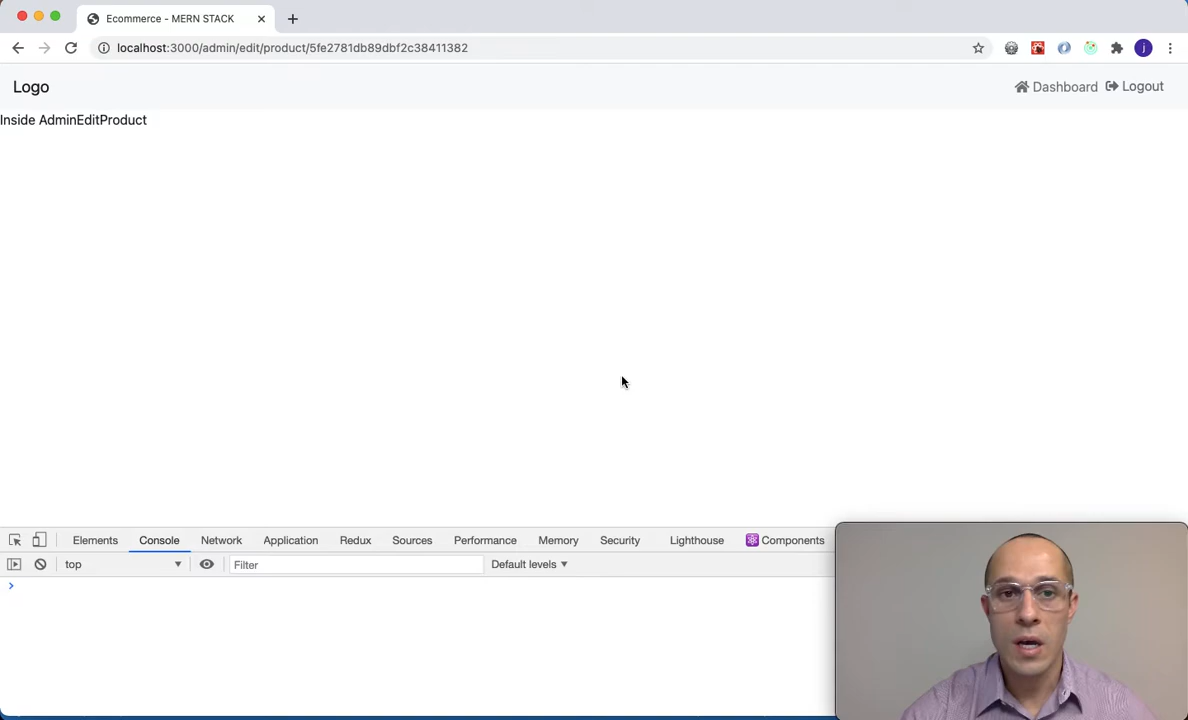 Ecommerce - MERN STACK
localhost:3000/admin/edit/product/5fe2781db89dbf2c38411382
j
Logo
Dashboard
Logout
Inside AdminEditProduct
Elements Console Network Application Redux Sources Performance Memory Security Lighthouse Components
top
Filter
Default levels